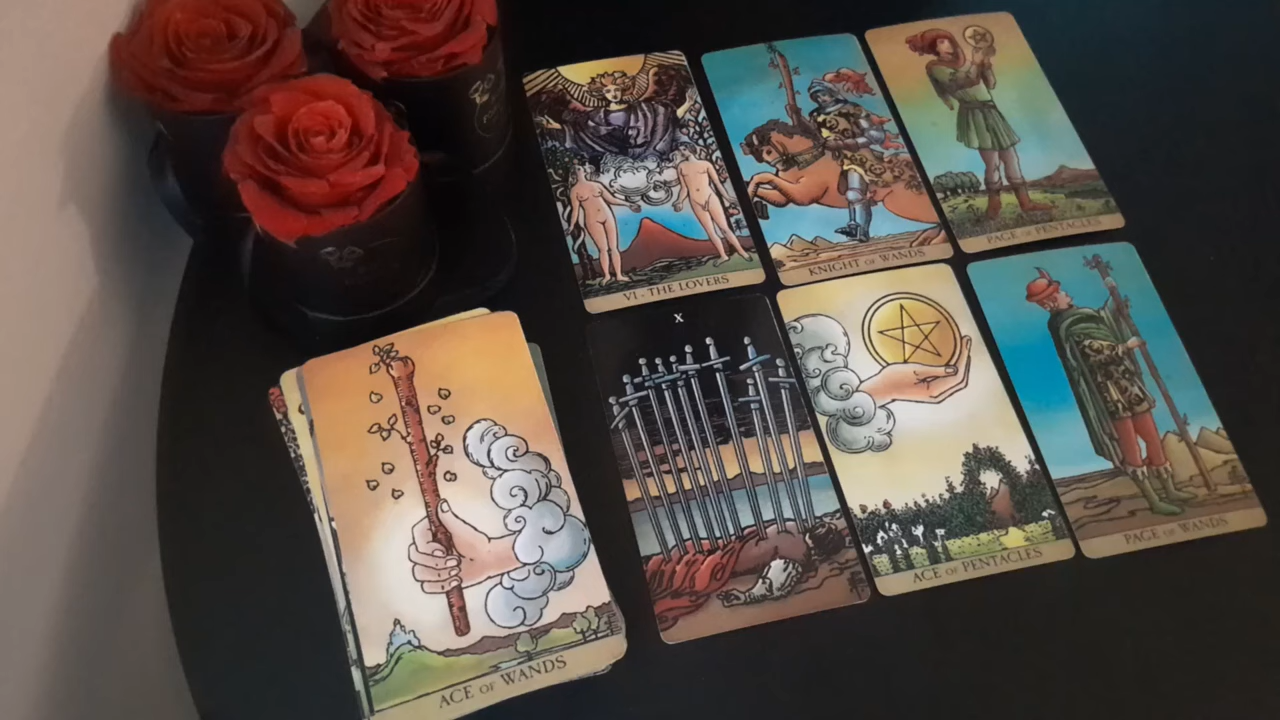 VI - THE LOVERS
KNIGHT OF WANDS
PAGE OF PENTACLES
X
ACE OF PENTACLES
PAGE OF WANDS
ACE OF WANDS